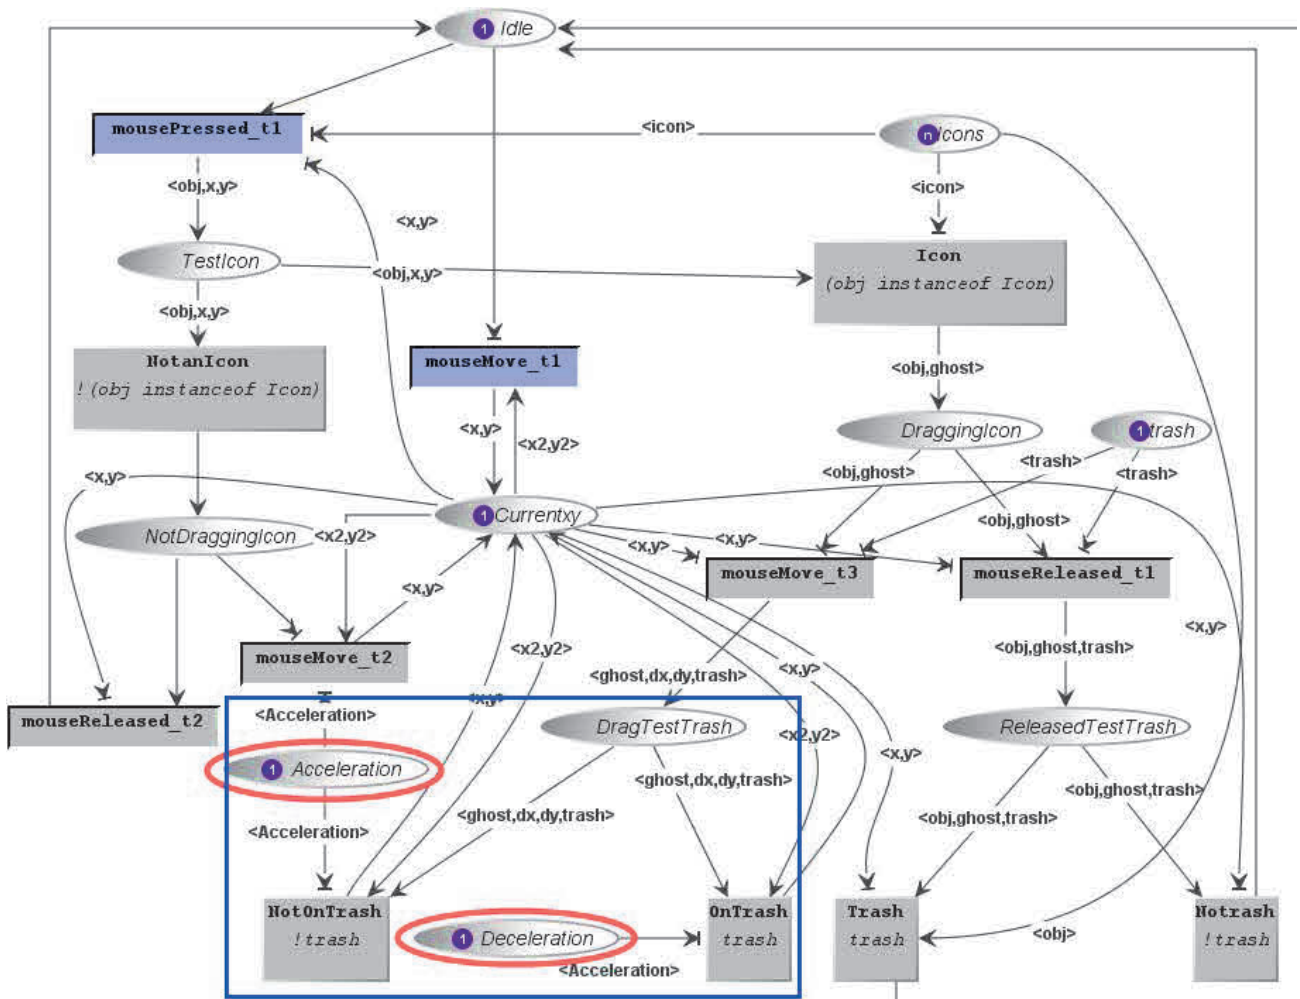 1 Idle
mousePressed_t1
<icon>
n Icons
<obj,x,y>
<icon>
<x,y>
TestIcon
<obj,x,y>
Icon
(obj instanceof Icon)
<obj,x,y>
NotanIcon
!(obj instanceof Icon)
mouseMove_t1
<obj,ghost>
<x,y>
<x2,y2>
DraggingIcon
1 trash
<x,y>
<obj,ghost>
<trash>
<trash>
1 Currentxy
<obj,ghost>
NotDraggingIcon
<x2,y2>
<x,y>
<x,y>
mouseMove_t3
mouseReleased_t1
<x,y>
<x,y>
mouseMove_t2
<x2,y2>
<obj,ghost,trash>
<ghost,dx,dy,trash>
<x,y>
<x,y>
mouseReleased_t2
<Acceleration>
DragTestTrash
ReleasedTestTrash
<x2,y2>
<x,y>
1 Acceleration
<ghost,dx,dy,trash>
<obj,ghost,trash>
<Acceleration>
<ghost,dx,dy,trash>
<obj,ghost,trash>
NotOnTrash
!trash
1 Deceleration
<Acceleration>
OnTrash
trash
Trash
trash
<obj>
Notrash
!trash